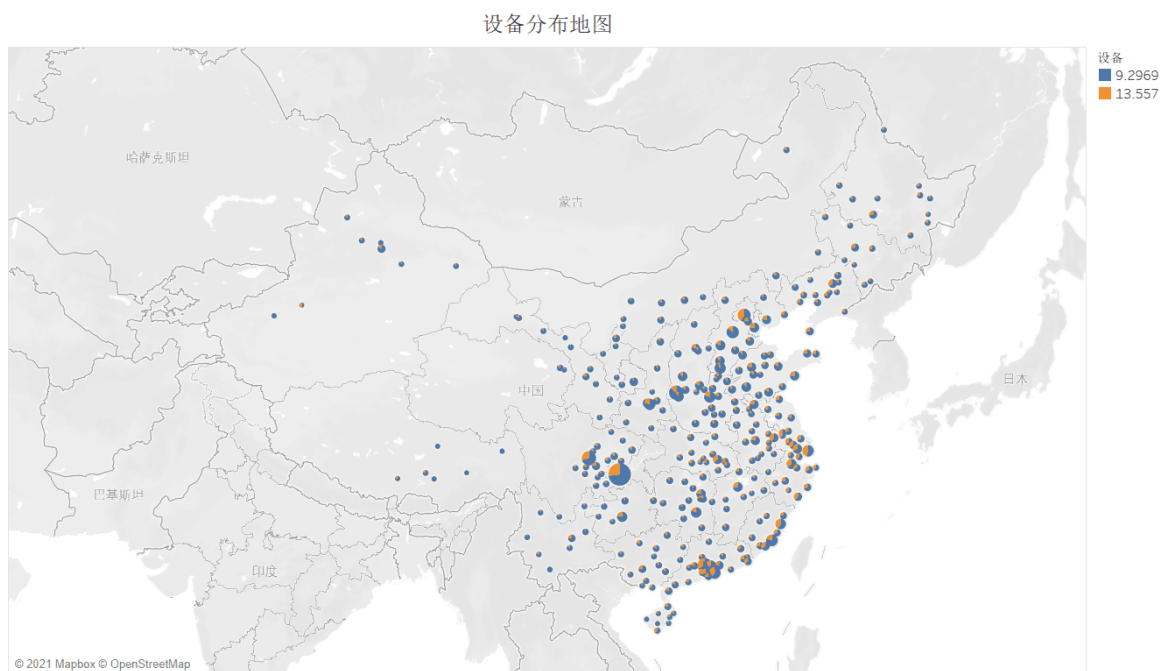 设备分布地图
设备
9.2969
13.557
哈萨克斯坦
蒙古
中国
日本
巴基斯坦
印度
© 2021 Mapbox © OpenStreetMap